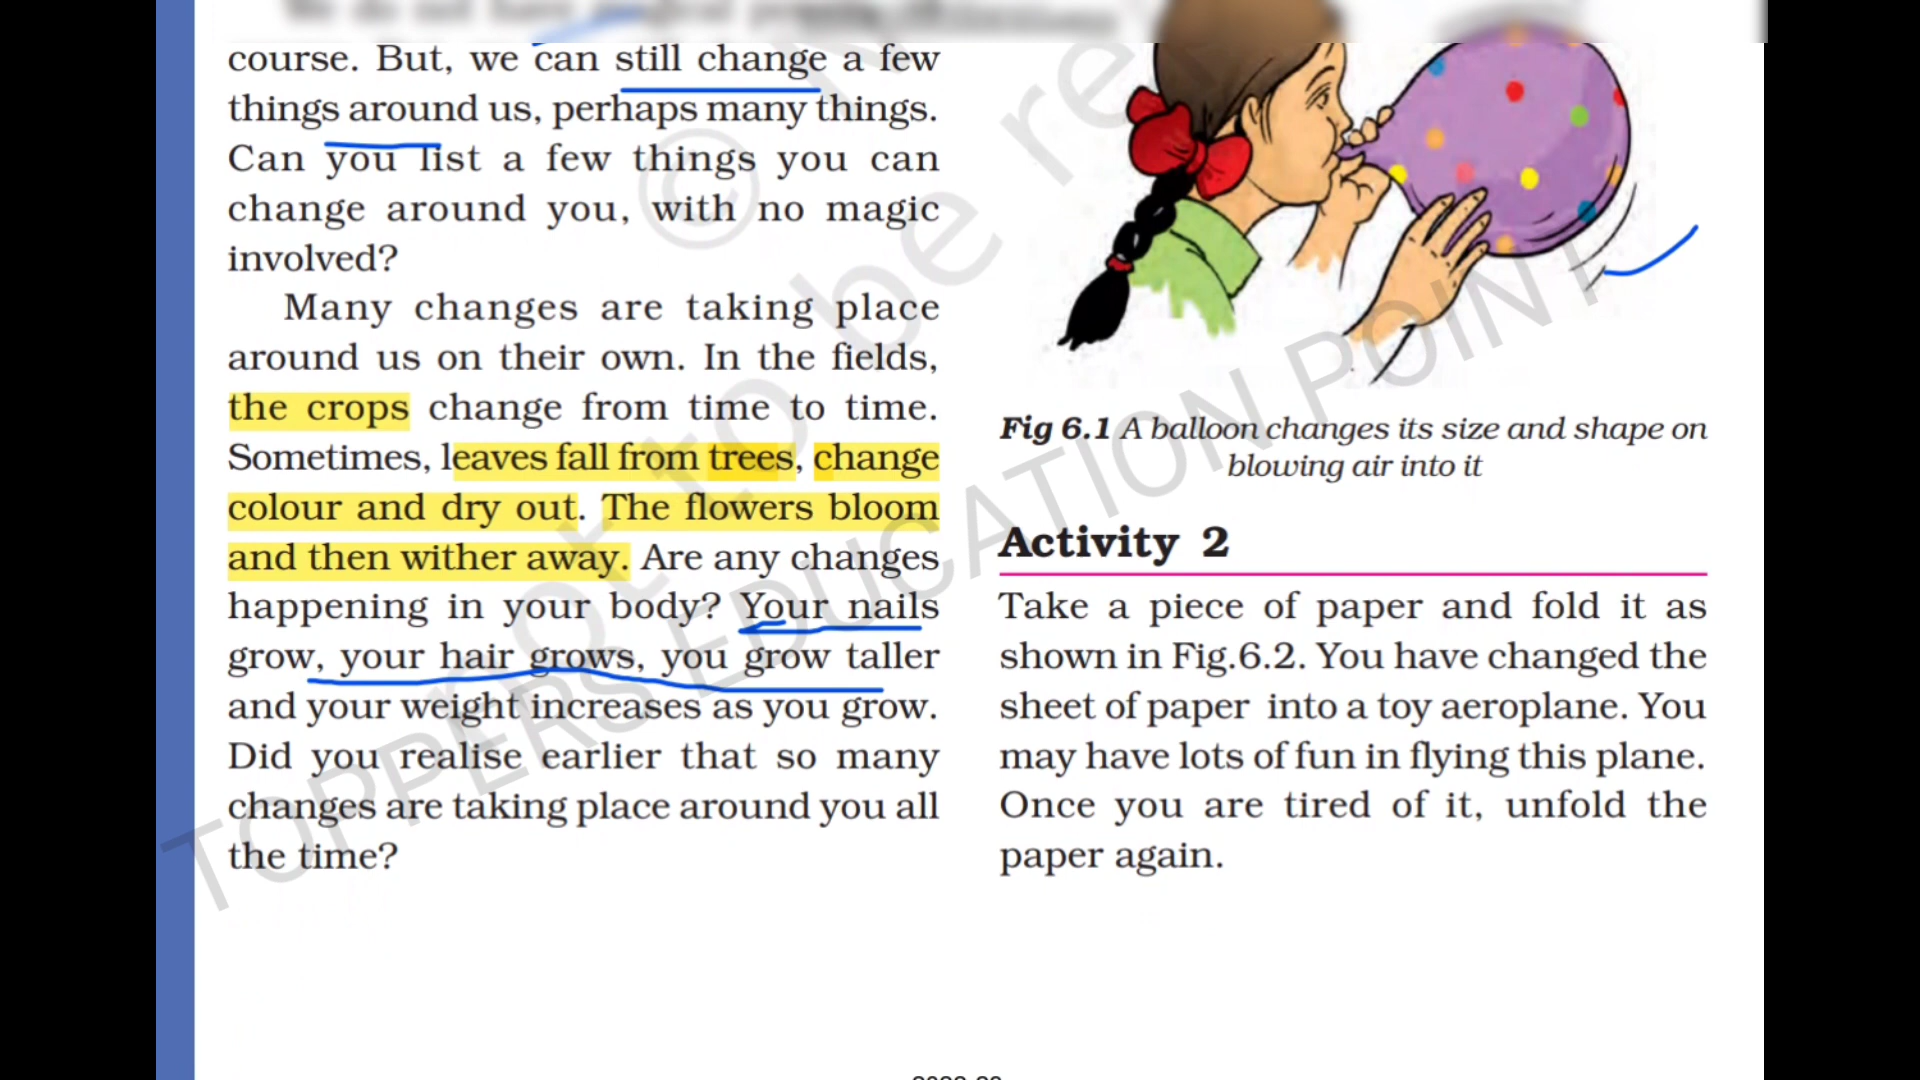 course. But, we can still change a few
things around us, perhaps many things.
Can you list a few things you can
change around you, with no magic
involved?
Many changes are taking place
around us on their own. In the fields,
the crops change from time to time.
Sometimes, leaves fall from trees, change
colour and dry out. The flowers bloom
and then wither away. Are any changes
happening in your body? Your nails
grow, your hair grows, you grow taller
and your weight increases as you grow.
Did you realise earlier that so many
changes are taking place around you all
the time?
Fig 6.1 A balloon changes its size and shape on
blowing air into it
Activity 2
Take a piece of paper and fold it as
shown in Fig.6.2. You have changed the
sheet of paper into a toy aeroplane. You
may have lots of fun in flying this plane.
Once you are tired of it, unfold the
paper again.
© N
not to be re
TOPPERS EDUCATION POINT